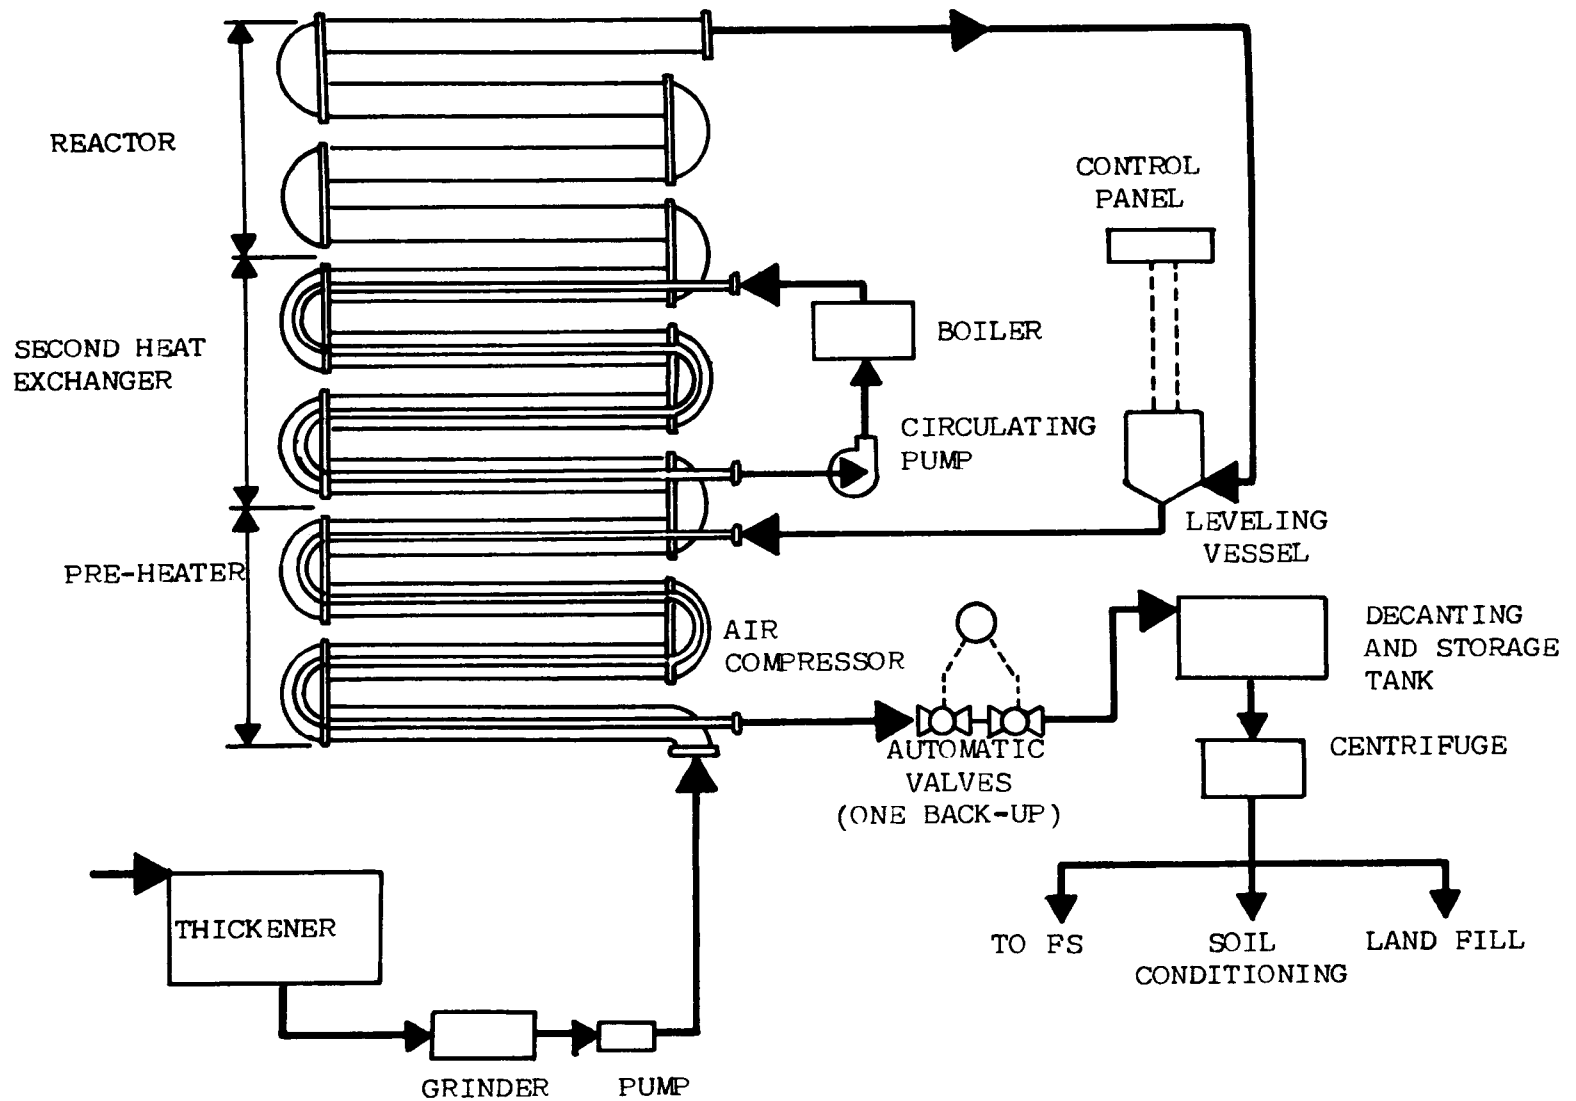 REACTOR
CONTROL
PANEL
SECOND HEAT
EXCHANGER
BOILER
CIRCULATING
PUMP
LEVELING
VESSEL
PRE-HEATER
AIR
COMPRESSOR
DECANTING
AND STORAGE
TANK
AUTOMATIC
VALVES
(ONE BACK-UP)
CENTRIFUGE
THICKENER
TO FS
SOIL
CONDITIONING
LAND FILL
GRINDER
PUMP